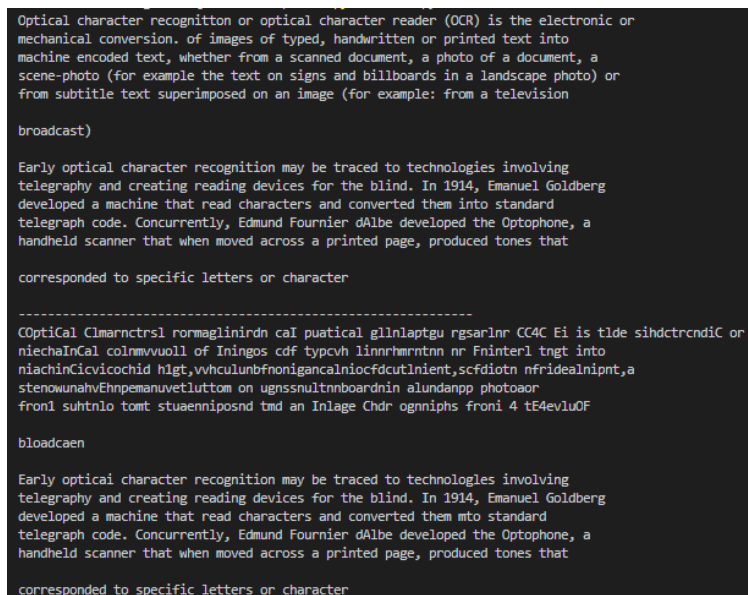 Optical character recognitton or optical character reader (OCR) is the electronic or
mechanical conversion. of images of typed, handwritten or printed text into
machine encoded text, whether from a scanned document, a photo of a document, a
scene-photo (for example the text on signs and billboards in a landscape photo) or
from subtitle text superimposed on an image (for example: from a television
broadcast)
Early optical character recognition may be traced to technologies involving
telegraphy and creating reading devices for the blind. In 1914, Emanuel Goldberg
developed a machine that read characters and converted them into standard
telegraph code. Concurrently, Edmund Fournier dAlbe developed the Optophone, a
handheld scanner that when moved across a printed page, produced tones that
corresponded to specific letters or character
----------------------------------------------------------
COptiCal Clmarnctrsl rormaglinirdn caI puatical gllnlaptgu rgsarlnr CC4C Ei is tlde sihdctrcndiC or
niechaInCal colnmvvuoll of Iningos cdf typcvh linnrhmrntnn nr Fninterl tngt into
niachinCicvicochid h1gt,vvhculunbfnonigancalniocfdcutlnient,scfdiotn nfridealnipnt,a
stenowunahvEhnpemanuvetluttom on ugnssnultnnboardnin alundanpp photoaor
fron1 suhtnlo tomt stuaenniposnd tmd an Inlage Chdr ognniphs froni 4 tE4evluOF
bloadcaen
Early opticai character recognition may be traced to technologles involving
telegraphy and creating reading devices for the blind. In 1914, Emanuel Goldberg
developed a machine that read characters and converted them mto standard
telegraph code. Concurrently, Edmund Fournier dAlbe developed the Optophone, a
handheld scanner that when moved across a printed page, produced tones that
corresponded to specific letters or character